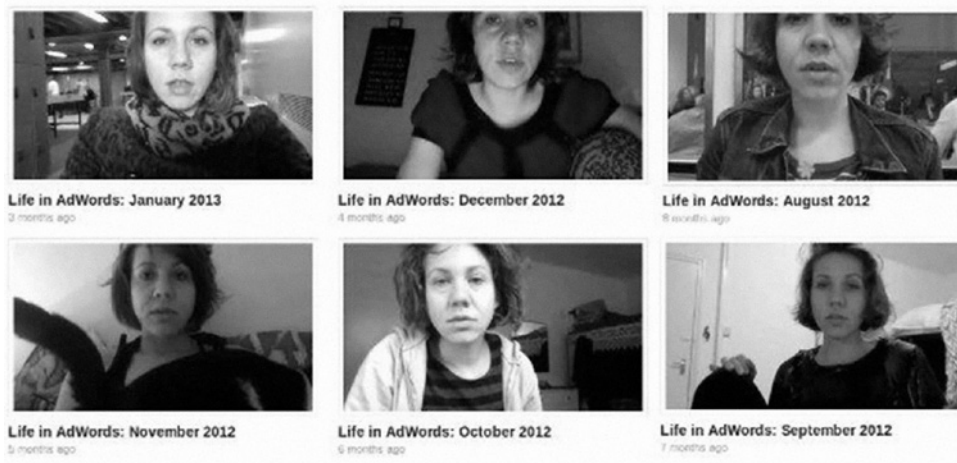 Life in AdWords: January 2013
3 months ago
Life in AdWords: December 2012
4 months ago
Life in AdWords: August 2012
8 months ago
Life in AdWords: November 2012
5 months ago
Life in AdWords: October 2012
6 months ago
Life in AdWords: September 2012
7 months ago